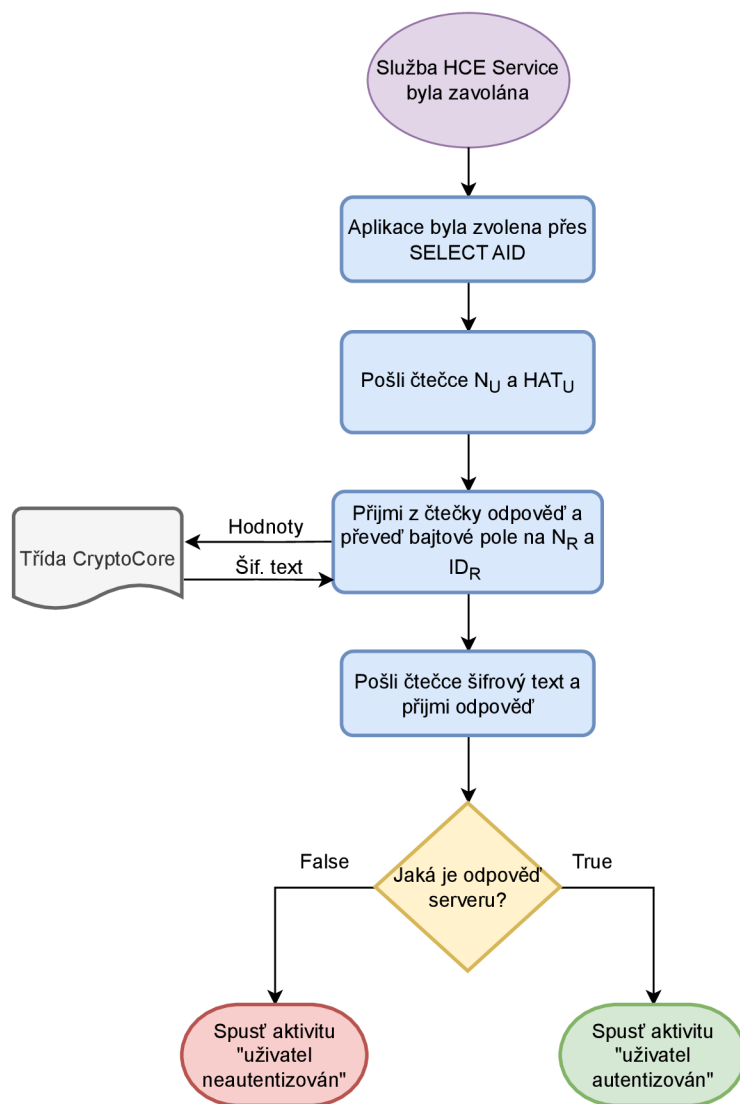 Služba HCE Service
byla zavolána
Aplikace byla zvolena přes
SELECT AID
Pošli čtečce N_U a HAT_U
Přijmi z čtečky odpověď a
převeď bajtové pole na N_R a
ID_R
Hodnoty
Třída CryptoCore
Šif. text
Pošli čtečce šifrový text a
přijmi odpověď
Jaká je odpověď
serveru?
False
True
Spusť aktivitu
"uživatel
neautentizován"
Spusť aktivitu
"uživatel
autentizován"